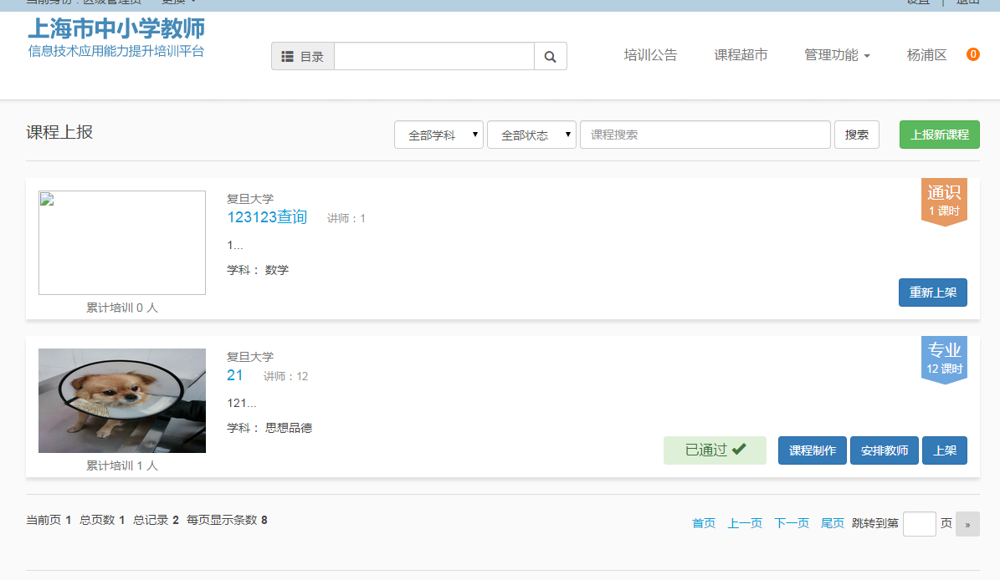 当前身份：区级管理员 更换
设置 | 退出
上海市中小学教师
信息技术应用能力提升培训平台
目录
培训公告 课程超市 管理功能 杨浦区 0
课程上报
全部学科 全部状态 课程搜索 搜索 上报新课程
复旦大学
123123查询 讲师：1
1...
学科： 数学
累计培训 0 人
通识
1 课时
重新上架
复旦大学
21 讲师：12
121...
学科： 思想品德
累计培训 1 人
专业
12 课时
已通过 课程制作 安排教师 上架
当前页 1 总页数 1 总记录 2 每页显示条数 8
首页 上一页 下一页 尾页 跳转到第 页 »